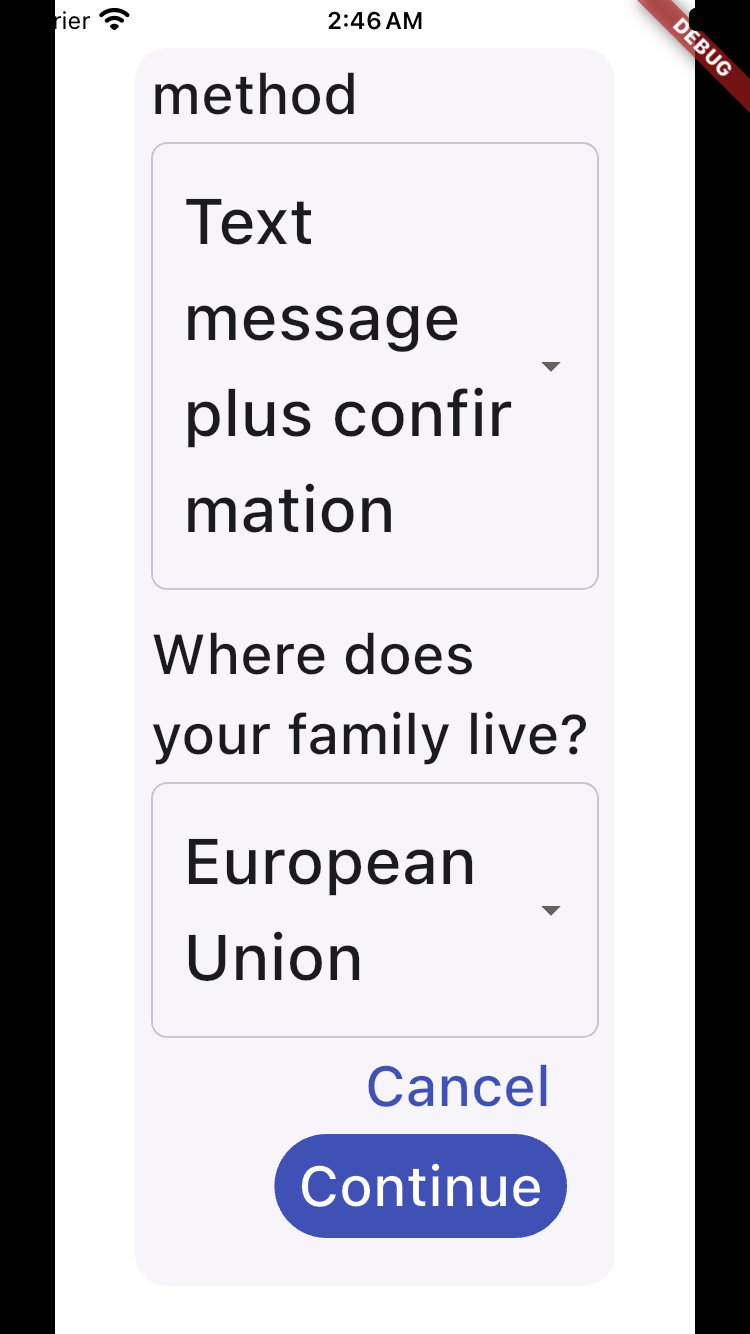 rier 2:46 AM
DEBUG
method
Text
message
plus confir
mation
Where does
your family live?
European
Union
Cancel
Continue